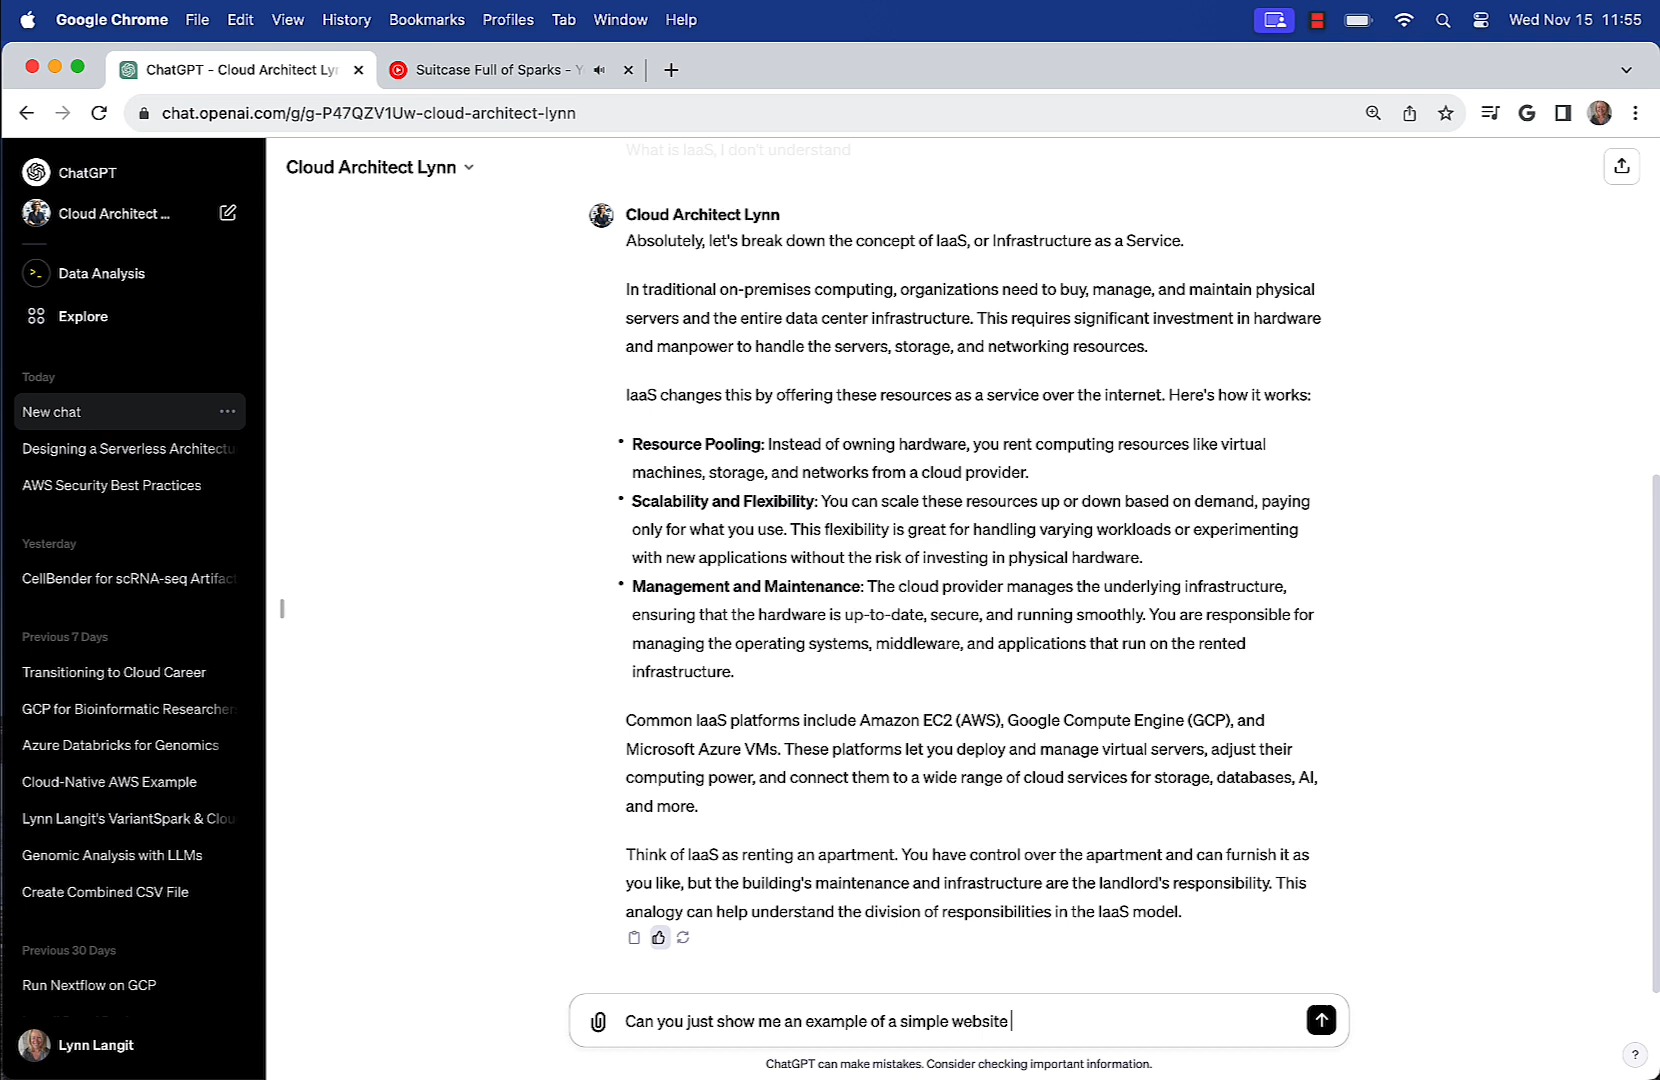 Google Chrome File Edit View History Bookmarks Profiles Tab Window Help Wed Nov 15 11:55
ChatGPT - Cloud Architect Lyn
Suitcase Full of Sparks - Y
chat.openai.com/g/g-P47QZV1Uw-cloud-architect-lynn
ChatGPT
Cloud Architect ...
Data Analysis
Explore
Today
New chat
Designing a Serverless Architectu
AWS Security Best Practices
Yesterday
CellBender for scRNA-seq Artifact
Previous 7 Days
Transitioning to Cloud Career
GCP for Bioinformatic Researchers
Azure Databricks for Genomics
Cloud-Native AWS Example
Lynn Langit's VariantSpark & Clou
Genomic Analysis with LLMs
Create Combined CSV File
Previous 30 Days
Run Nextflow on GCP
Lynn Langit
Cloud Architect Lynn
What is IaaS, I don't understand
Cloud Architect Lynn
Absolutely, let's break down the concept of IaaS, or Infrastructure as a Service.
In traditional on-premises computing, organizations need to buy, manage, and maintain physical
servers and the entire data center infrastructure. This requires significant investment in hardware
and manpower to handle the servers, storage, and networking resources.
IaaS changes this by offering these resources as a service over the internet. Here's how it works:
• Resource Pooling: Instead of owning hardware, you rent computing resources like virtual
machines, storage, and networks from a cloud provider.
• Scalability and Flexibility: You can scale these resources up or down based on demand, paying
only for what you use. This flexibility is great for handling varying workloads or experimenting
with new applications without the risk of investing in physical hardware.
• Management and Maintenance: The cloud provider manages the underlying infrastructure,
ensuring that the hardware is up-to-date, secure, and running smoothly. You are responsible for
managing the operating systems, middleware, and applications that run on the rented
infrastructure.
Common IaaS platforms include Amazon EC2 (AWS), Google Compute Engine (GCP), and
Microsoft Azure VMs. These platforms let you deploy and manage virtual servers, adjust their
computing power, and connect them to a wide range of cloud services for storage, databases, AI,
and more.
Think of IaaS as renting an apartment. You have control over the apartment and can furnish it as
you like, but the building's maintenance and infrastructure are the landlord's responsibility. This
analogy can help understand the division of responsibilities in the IaaS model.
Can you just show me an example of a simple website
ChatGPT can make mistakes. Consider checking important information.
?